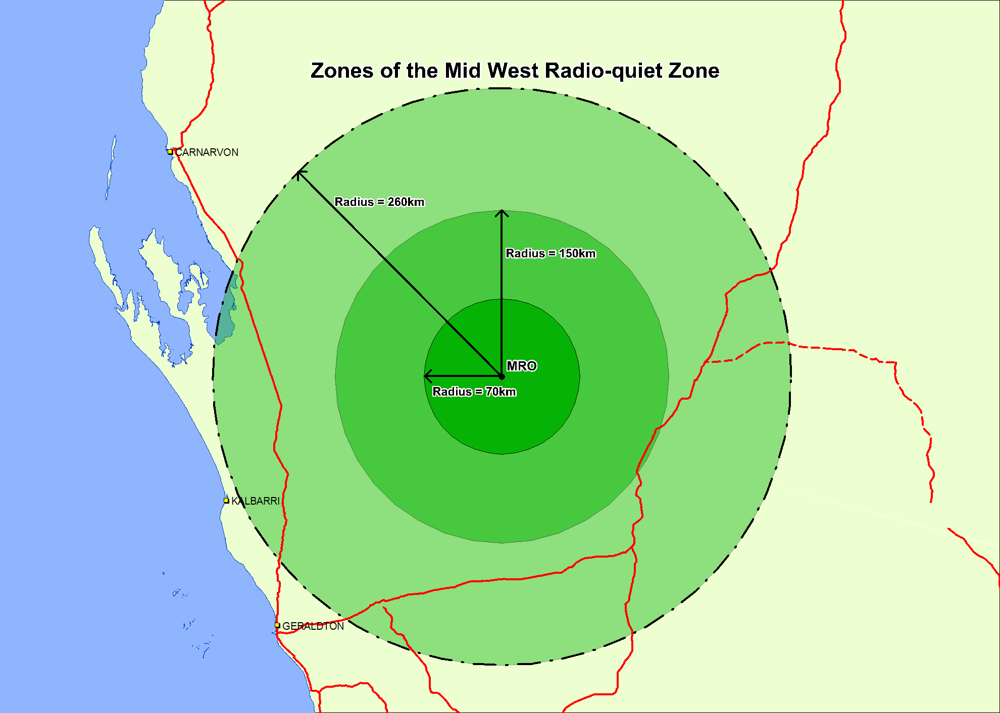 Zones of the Mid West Radio-quiet Zone
CARNARVON
Radius = 260km
Radius = 150km
MRO
Radius = 70km
KALBARRI
GERALDTON